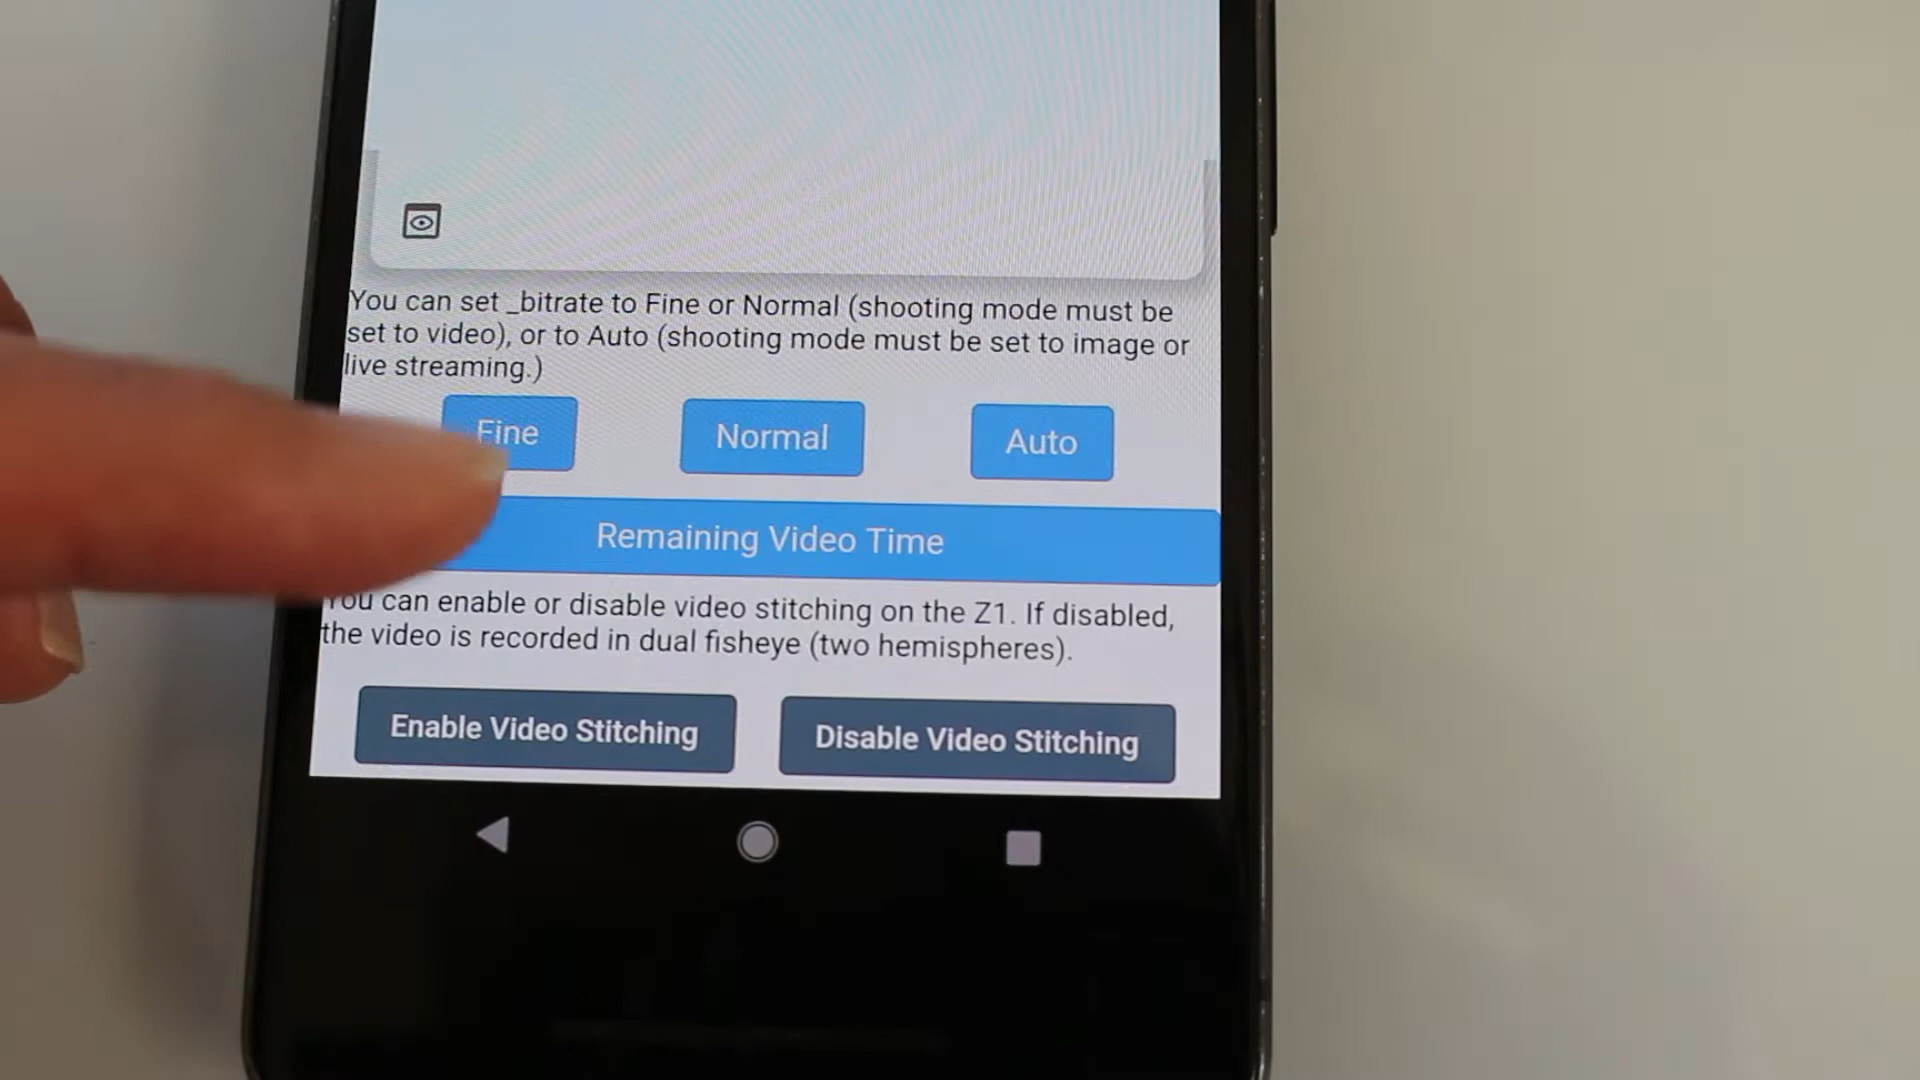 You can set _bitrate to Fine or Normal (shooting mode must be
set to video), or to Auto (shooting mode must be set to image or
live streaming.)
Fine Normal Auto
Remaining Video Time
You can enable or disable video stitching on the Z1. If disabled,
the video is recorded in dual fisheye (two hemispheres).
Enable Video Stitching Disable Video Stitching